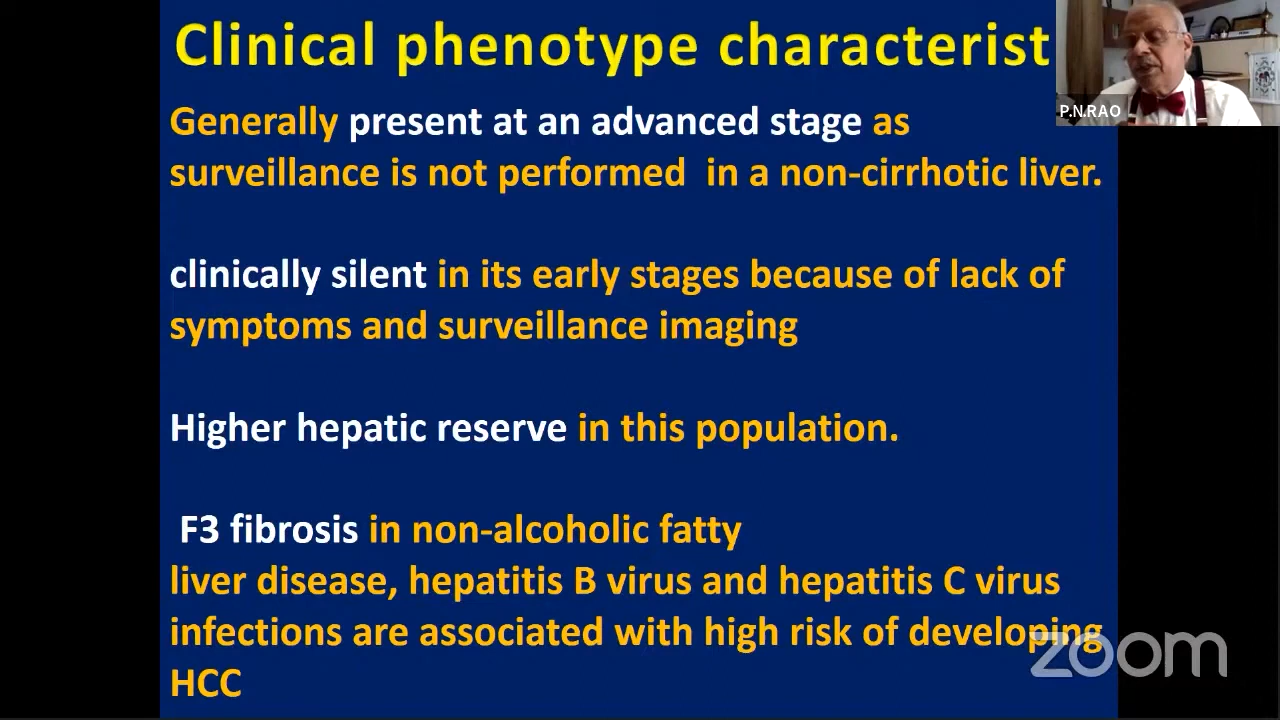 Clinical phenotype characterist
P.N.RAO
Generally present at an advanced stage as
surveillance is not performed in a non-cirrhotic liver.
clinically silent in its early stages because of lack of
symptoms and surveillance imaging
Higher hepatic reserve in this population.
F3 fibrosis in non-alcoholic fatty
liver disease, hepatitis B virus and hepatitis C virus
infections are associated with high risk of developing
HCC
zoom